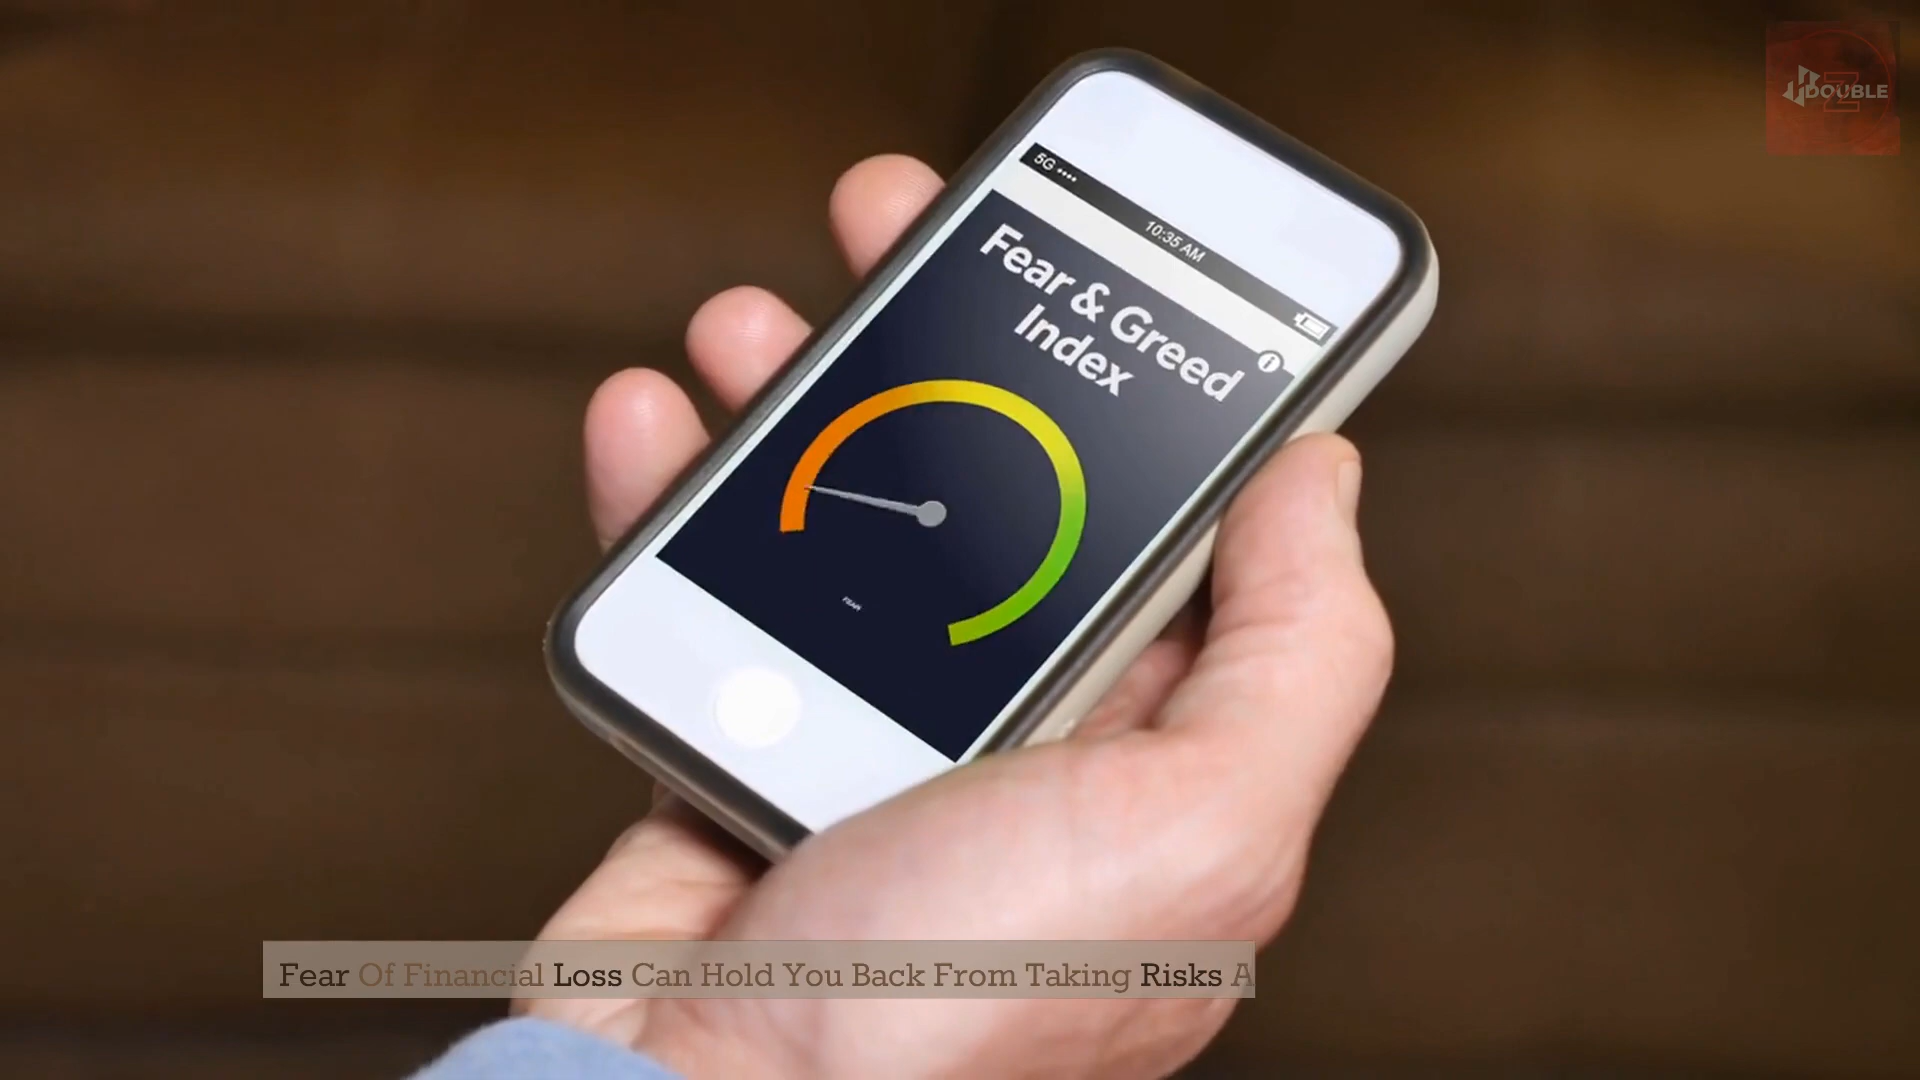 Z
DOUBLE
5G
10:35 AM
Fear & Greed
Index
i
FEAR
Fear Of Financial Loss Can Hold You Back From Taking Risks A